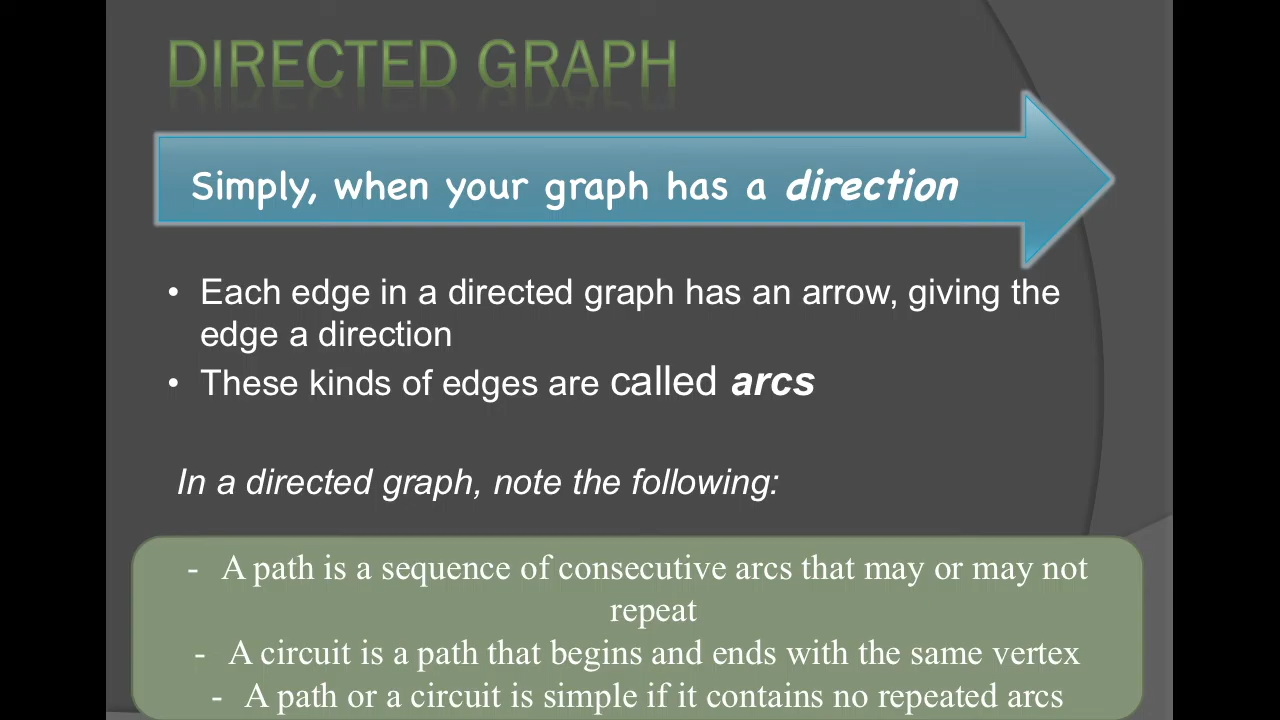 DIRECTED GRAPH
Simply, when your graph has a direction
• Each edge in a directed graph has an arrow, giving the
edge a direction
• These kinds of edges are called arcs
In a directed graph, note the following:
- A path is a sequence of consecutive arcs that may or may not
repeat
- A circuit is a path that begins and ends with the same vertex
- A path or a circuit is simple if it contains no repeated arcs